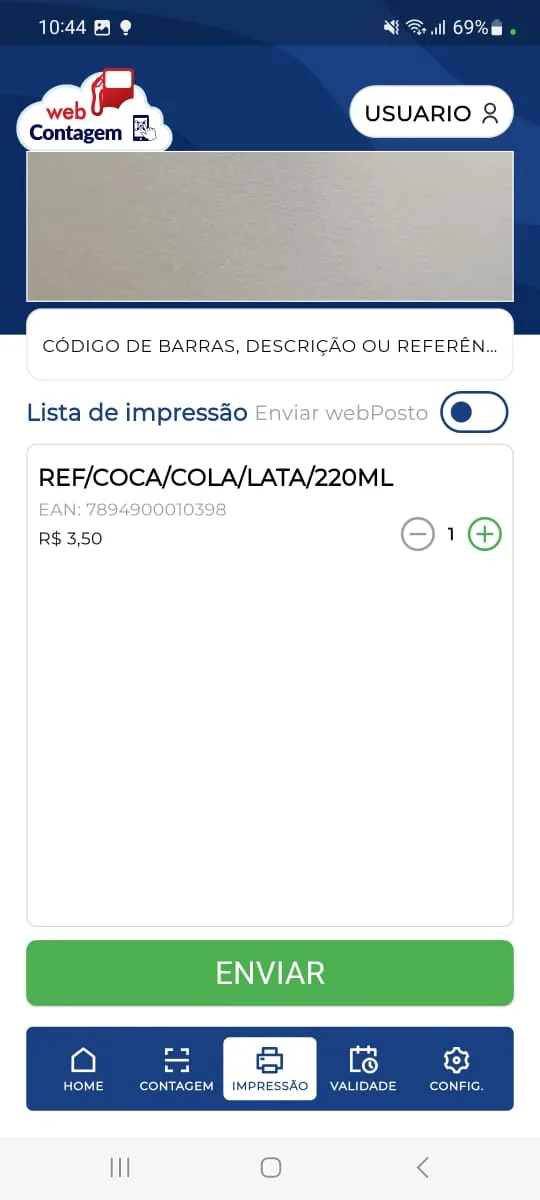 10:44 69%
web
Contagem
USUARIO
CÓDIGO DE BARRAS, DESCRIÇÃO OU REFERÊN...
Lista de impressão Enviar webPosto
REF/COCA/COLA/LATA/220ML
EAN: 7894900010398
R$ 3,50
1
ENVIAR
HOME CONTAGEM IMPRESSÃO VALIDADE CONFIG.